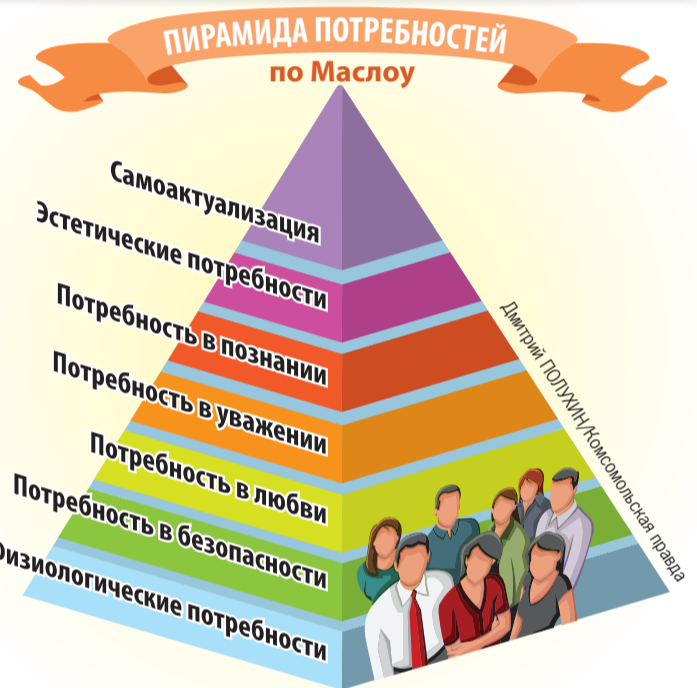 ПИРАМИДА ПОТРЕБНОСТЕЙ
по Маслоу
Самоактуализация
Эстетические потребности
Потребность в познании
Потребность в уважении
Потребность в любви
Потребность в безопасности
Физиологические потребности
Дмитрий ПОЛУХИН/Комсомольская правда